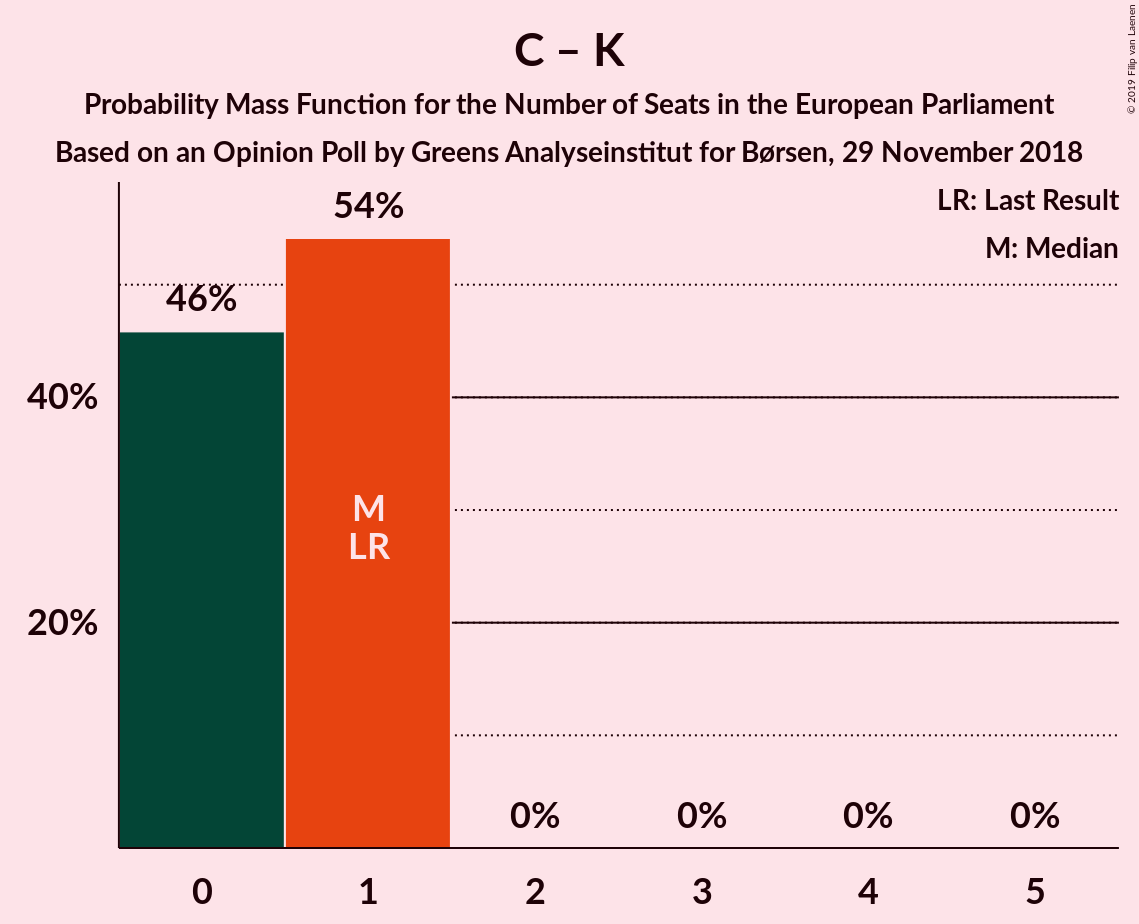 C – K
Probability Mass Function for the Number of Seats in the European Parliament
Based on an Opinion Poll by Greens Analyseinstitut for Børsen, 29 November 2018
© 2019 Filip van Laenen
LR: Last Result
M: Median
54%
46%
40%
20%
M
LR
0%
0%
0%
0%
0
1
2
3
4
5